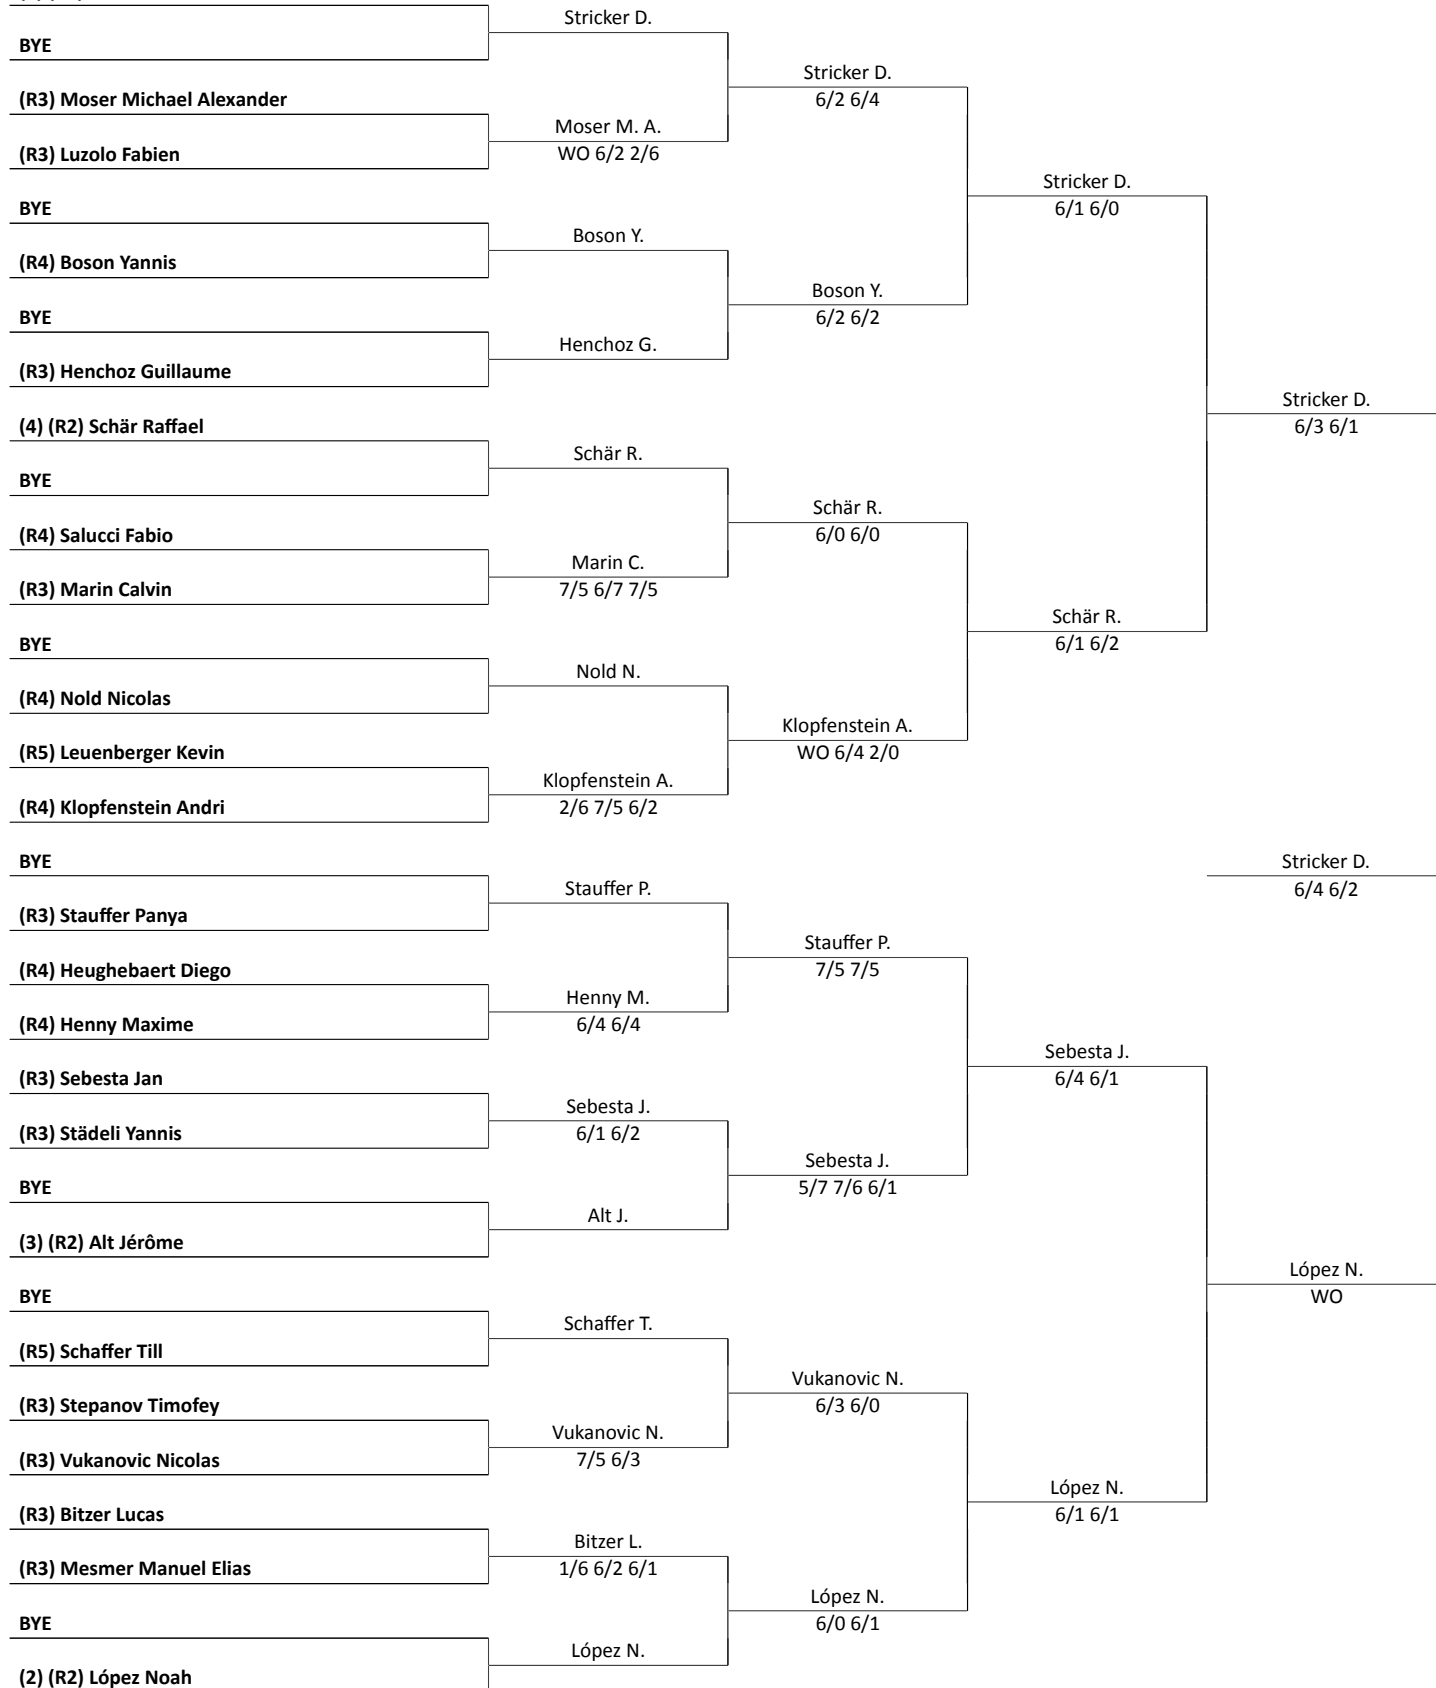 BYE
(R3) Moser Michael Alexander
(R3) Luzolo Fabien
BYE
(R4) Boson Yannis
BYE
(R3) Henchoz Guillaume
(4) (R2) Schär Raffael
BYE
(R4) Salucci Fabio
(R3) Marin Calvin
BYE
(R4) Nold Nicolas
(R5) Leuenberger Kevin
(R4) Klopfenstein Andri
BYE
(R3) Stauffer Panya
(R4) Heughebaert Diego
(R4) Henny Maxime
(R3) Sebesta Jan
(R3) Städeli Yannis
BYE
(3) (R2) Alt Jérôme
BYE
(R5) Schaffer Till
(R3) Stepanov Timofey
(R3) Vukanovic Nicolas
(R3) Bitzer Lucas
(R3) Mesmer Manuel Elias
BYE
(2) (R2) López Noah
Stricker D.
Moser M. A.
WO 6/2 2/6
Boson Y.
Henchoz G.
Schär R.
Marin C.
7/5 6/7 7/5
Nold N.
Klopfenstein A.
2/6 7/5 6/2
Stauffer P.
Henny M.
6/4 6/4
Sebesta J.
6/1 6/2
Alt J.
Schaffer T.
Vukanovic N.
7/5 6/3
Bitzer L.
1/6 6/2 6/1
López N.
Stricker D.
6/2 6/4
Boson Y.
6/2 6/2
Schär R.
6/0 6/0
Klopfenstein A.
WO 6/4 2/0
Stauffer P.
7/5 7/5
Sebesta J.
5/7 7/6 6/1
Vukanovic N.
6/3 6/0
López N.
6/0 6/1
Stricker D.
6/1 6/0
Schär R.
6/1 6/2
Sebesta J.
6/4 6/1
López N.
6/1 6/1
Stricker D.
6/3 6/1
Stricker D.
6/4 6/2
López N.
WO